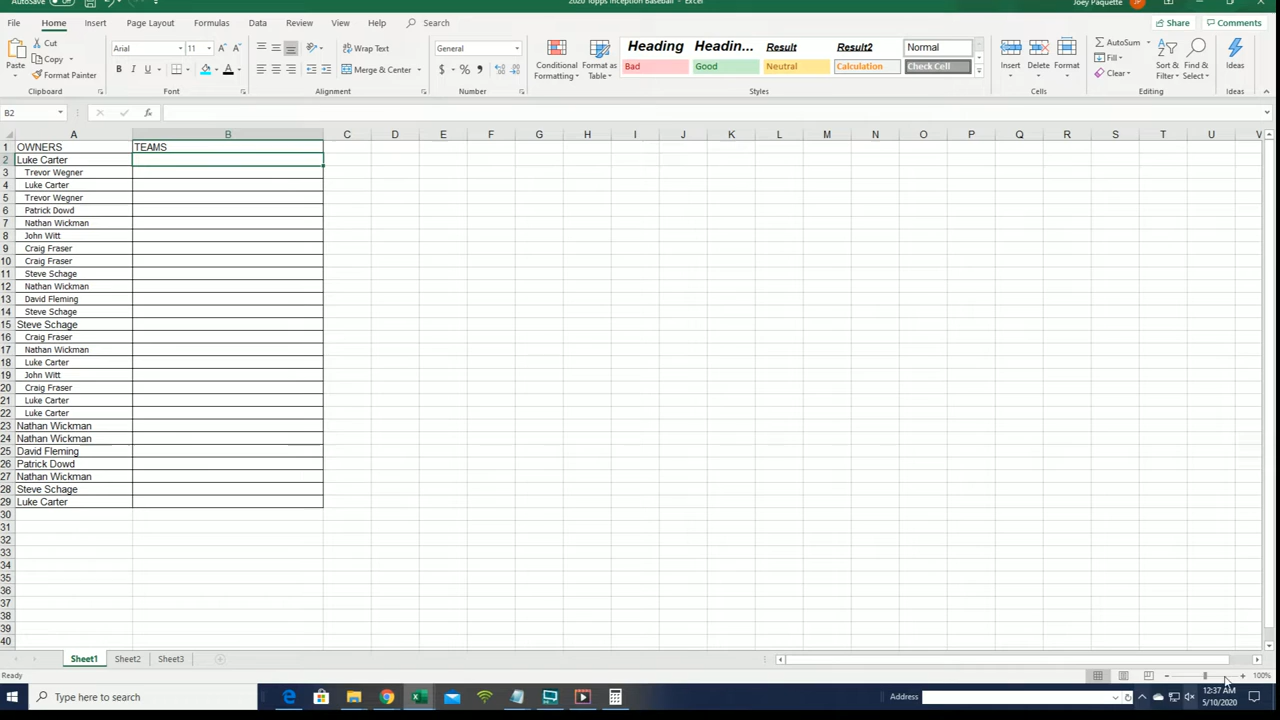 AutoSave Off 2020 Topps Inception Baseball - Excel Joey Paquette JP
File Home Insert Page Layout Formulas Data Review View Help Search Share Comments
Paste Cut Copy Format Painter
Arial 11 A A
B I U A
Wrap Text
Merge & Center
General
$ % 9
Conditional Formatting Format as Table
Heading Headin... Result Result2 Normal
Bad Good Neutral Calculation Check Cell
Insert Delete Format
AutoSum Fill Clear
Sort & Filter Find & Select Ideas
Clipboard Font Alignment Number Styles Cells Editing Ideas
B2 fx
A B C D E F G H I J K L M N O P Q R S T U V
1 OWNERS TEAMS
2 Luke Carter
3 Trevor Wegner
4 Luke Carter
5 Trevor Wegner
6 Patrick Dowd
7 Nathan Wickman
8 John Witt
9 Craig Fraser
10 Craig Fraser
11 Steve Schage
12 Nathan Wickman
13 David Fleming
14 Steve Schage
15 Steve Schage
16 Craig Fraser
17 Nathan Wickman
18 Luke Carter
19 John Witt
20 Craig Fraser
21 Luke Carter
22 Luke Carter
23 Nathan Wickman
24 Nathan Wickman
25 David Fleming
26 Patrick Dowd
27 Nathan Wickman
28 Steve Schage
29 Luke Carter
30
31
32
33
34
35
36
37
38
39
40
Sheet1 Sheet2 Sheet3
Ready 100%
Type here to search Address 12:37 AM
5/10/2020